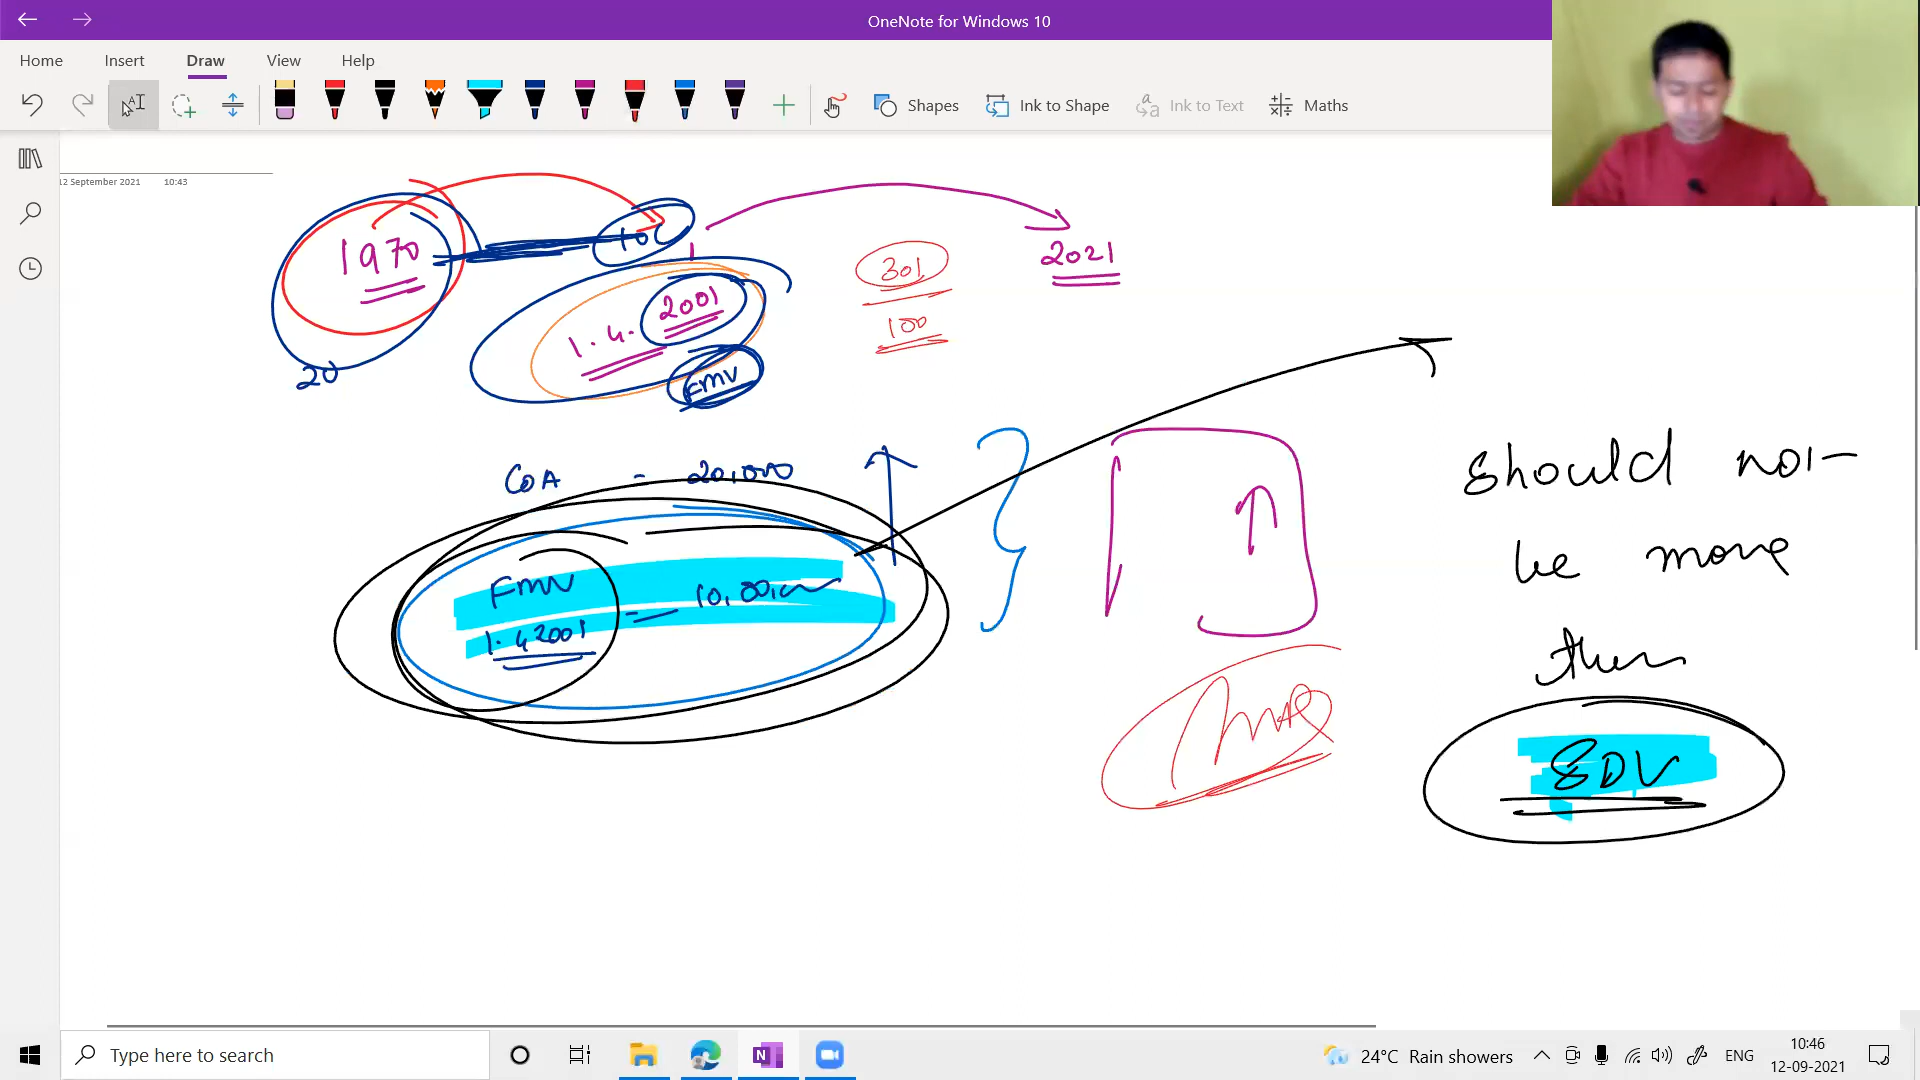 OneNote for Windows 10
Home Insert Draw View Help
Shapes Ink to Shape Ink to Text Maths
12 September 2021 10:43
1970
2021
301
100
1.4.2001
FMV
20
COA = 20,000
FMV
1.4.2001 = 10,00,000
should not
be more
than
SDV
Type here to search
24°C Rain showers
ENG
10:46
12-09-2021